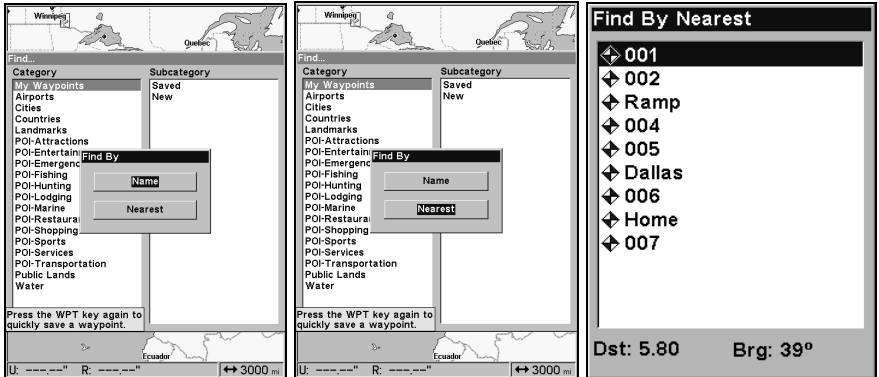 Winnipeg
Quebec
Find...
Category
Subcategory
My Waypoints
Saved
Airports
New
Cities
Countries
Landmarks
POI-Attractions
POI-Entertain
POI-Emergenc
POI-Fishing
POI-Hunting
POI-Lodging
POI-Marine
POI-Restaura
POI-Shopping
POI-Sports
POI-Services
POI-Transportation
Public Lands
Water
Find By
Name
Nearest
Press the WPT key again to
quickly save a waypoint.
Ecuador
U: ---.--" R: ---.--" ↔ 3000 mi
Winnipeg
Quebec
Find...
Category
Subcategory
My Waypoints
Saved
Airports
New
Cities
Countries
Landmarks
POI-Attractions
POI-Entertain
POI-Emergenc
POI-Fishing
POI-Hunting
POI-Lodging
POI-Marine
POI-Restaura
POI-Shopping
POI-Sports
POI-Services
POI-Transportation
Public Lands
Water
Find By
Name
Nearest
Press the WPT key again to
quickly save a waypoint.
Ecuador
U: ---.--" R: ---.--" ↔ 3000 mi
Find By Nearest
001
002
Ramp
004
005
Dallas
006
Home
007
Dst: 5.80 Brg: 39º